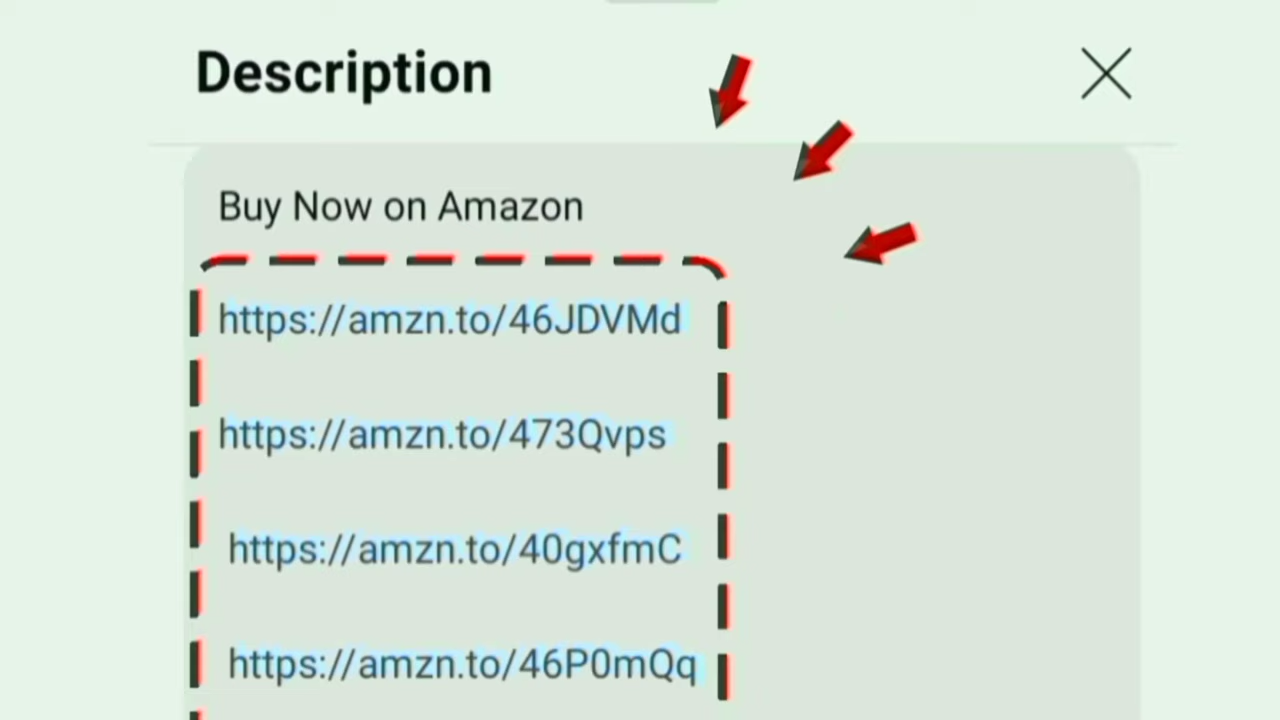 Description
Buy Now on Amazon
https://amzn.to/46JDVMd
https://amzn.to/473Qvps
https://amzn.to/40gxfmC
https://amzn.to/46P0mQq